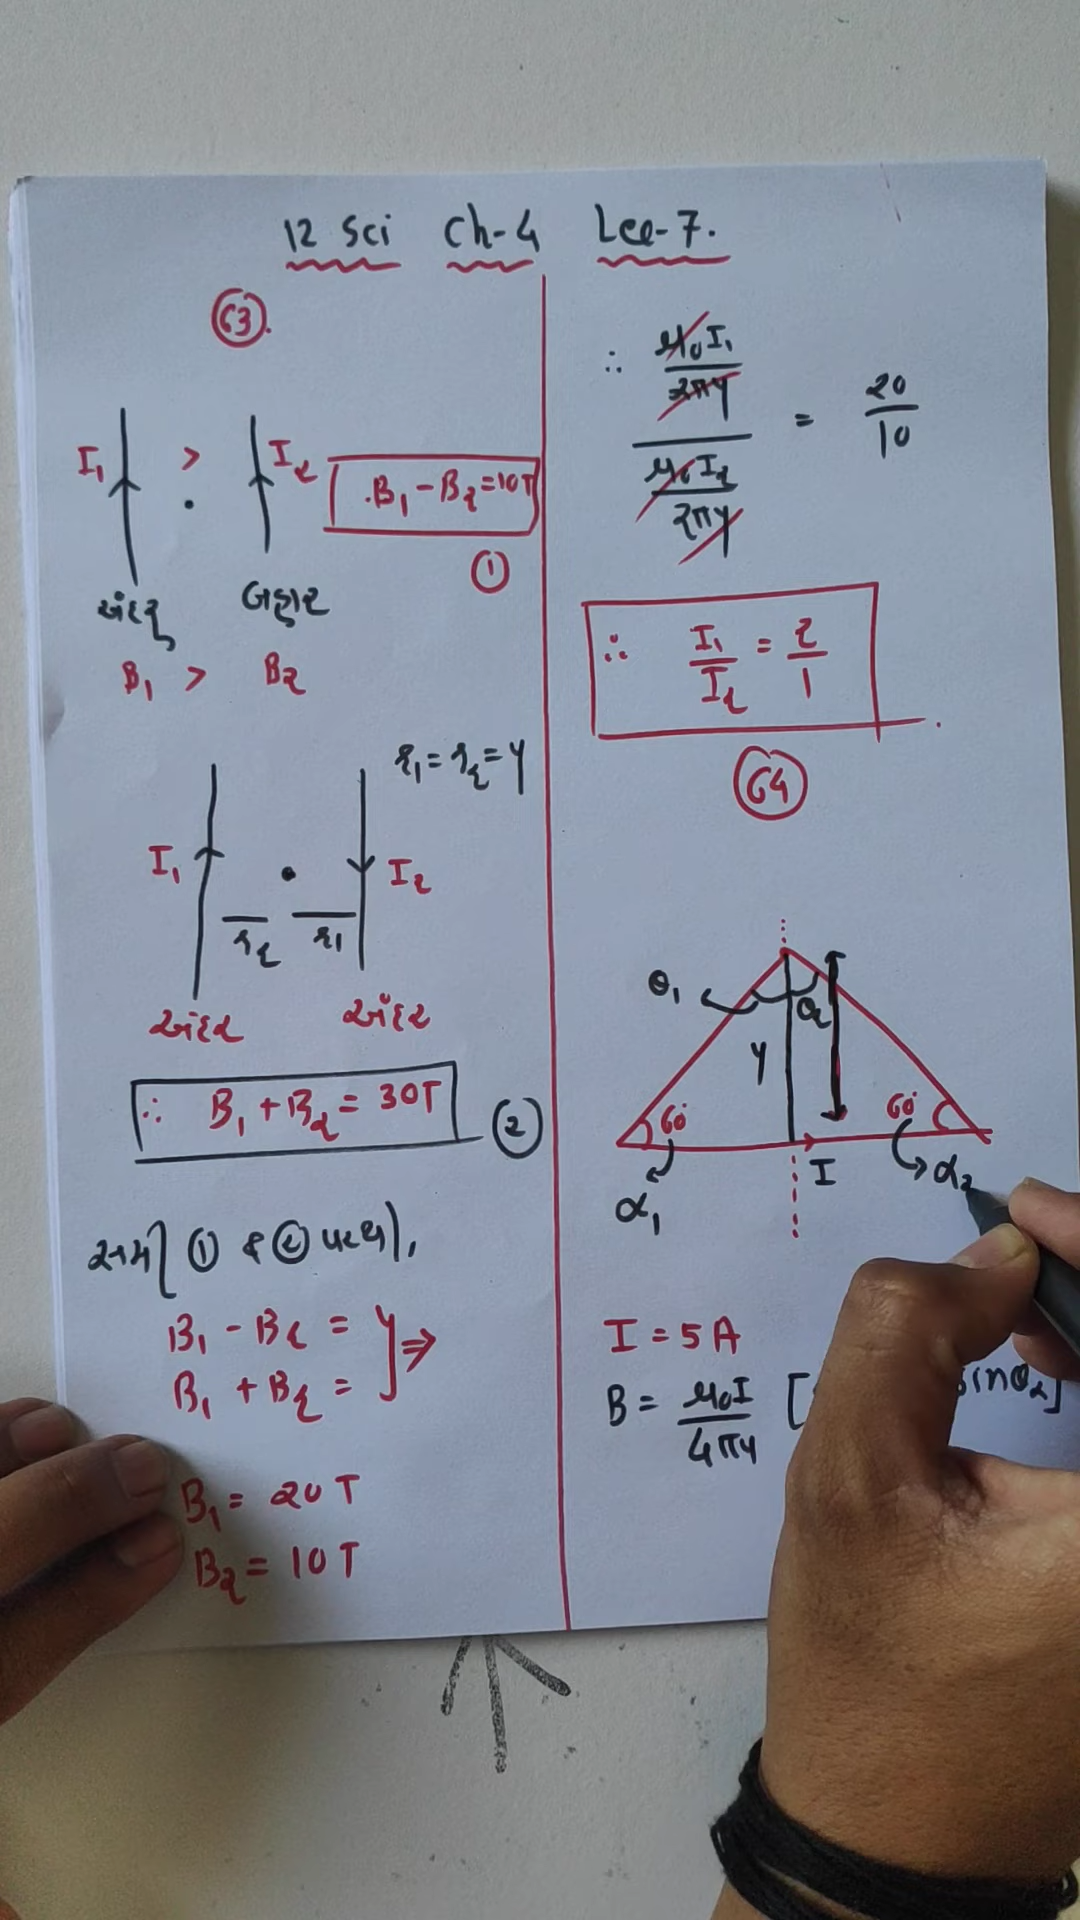 12 Sci Ch-4 Lec-7.
63.
I₁ > I₂
B₁ - B₂ = 10T
①
બહાર
B₁ > B₂
r₁ = r₂ = y
I₁ I₂
r₂ r₁
અંદર અંદર
∴ B₁ + B₂ = 30T ②
સમી ① & ② પરથી,
B₁ - B₂ =
B₁ + B₂ = } ⇒
B₁ = 20 T
B₂ = 10 T
∴ μ₀I₁ / 2πy / μ₀I₂ / 2πy = 20 / 10
∴ I₁ / I₂ = 2 / 1
64
θ₁ θ₂
y
60° 60°
α₁ I α₂
I = 5 A
B = μ₀I / 4πy [ sinθ₂]